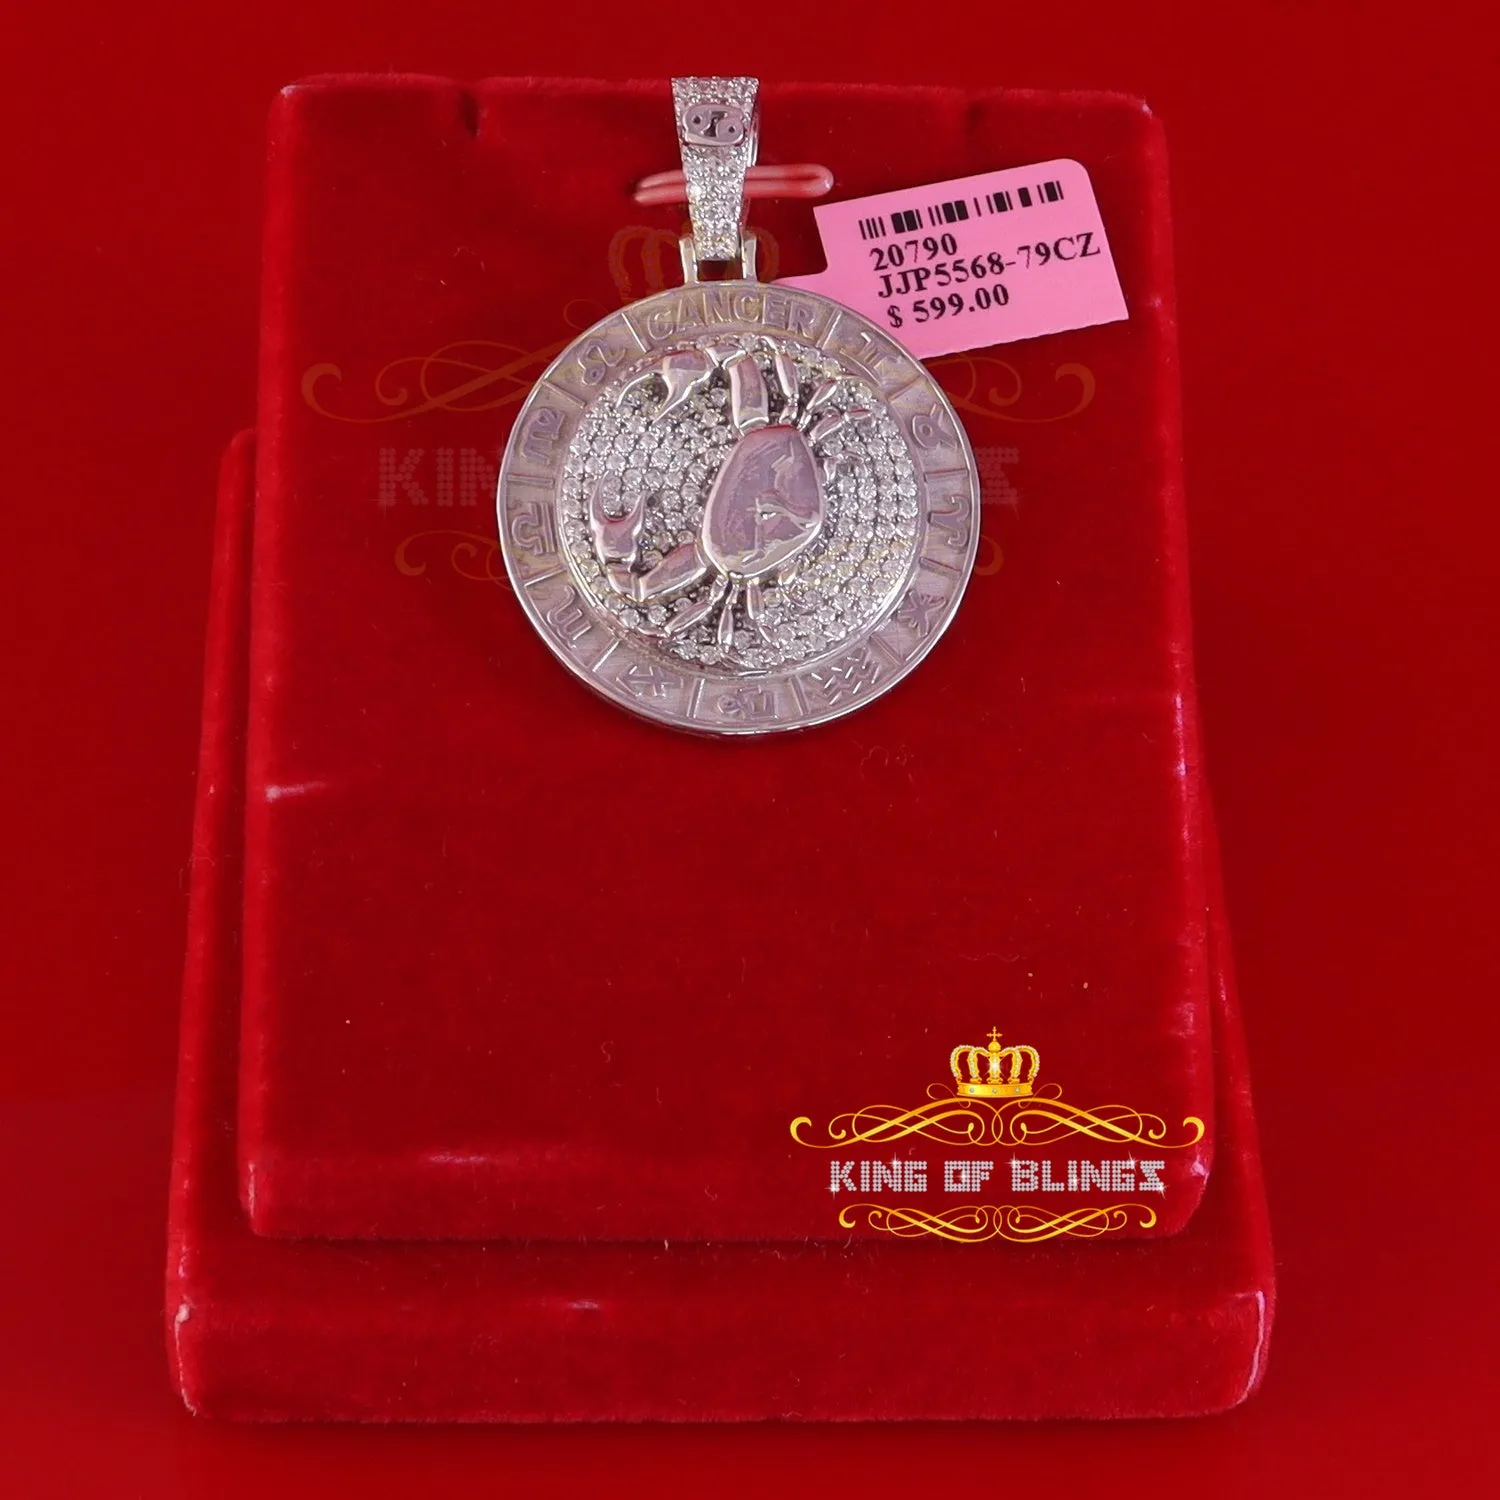 20790
JJP5568-79CZ
$ 599.00
CANCER
KING OF BLINGS